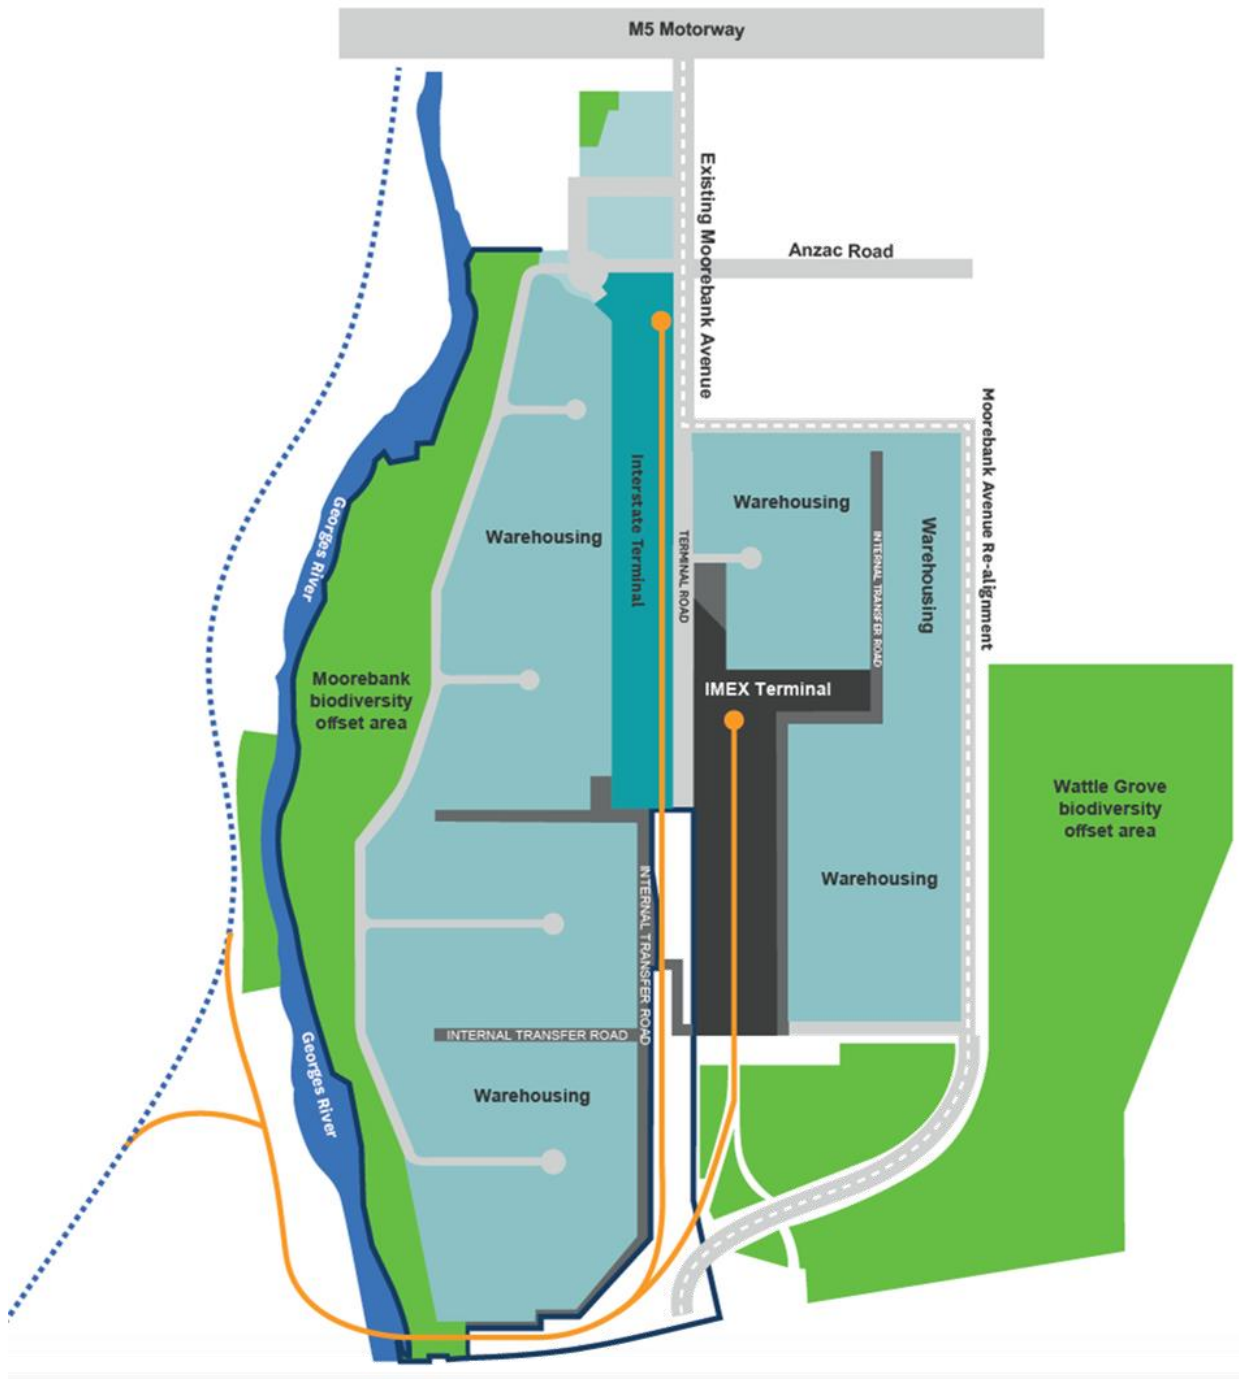 M5 Motorway
Existing Moorebank Avenue
Anzac Road
Moorebank Avenue Re-alignment
Interstate Terminal
Warehousing
Warehousing
Warehousing
TERMINAL ROAD
INTERNAL TRANSFER ROAD
Georges River
Moorebank
biodiversity
offset area
IMEX Terminal
Wattle Grove
biodiversity
offset area
Warehousing
INTERNAL TRANSFER ROAD
INTERNAL TRANSFER ROAD
Georges River
Warehousing